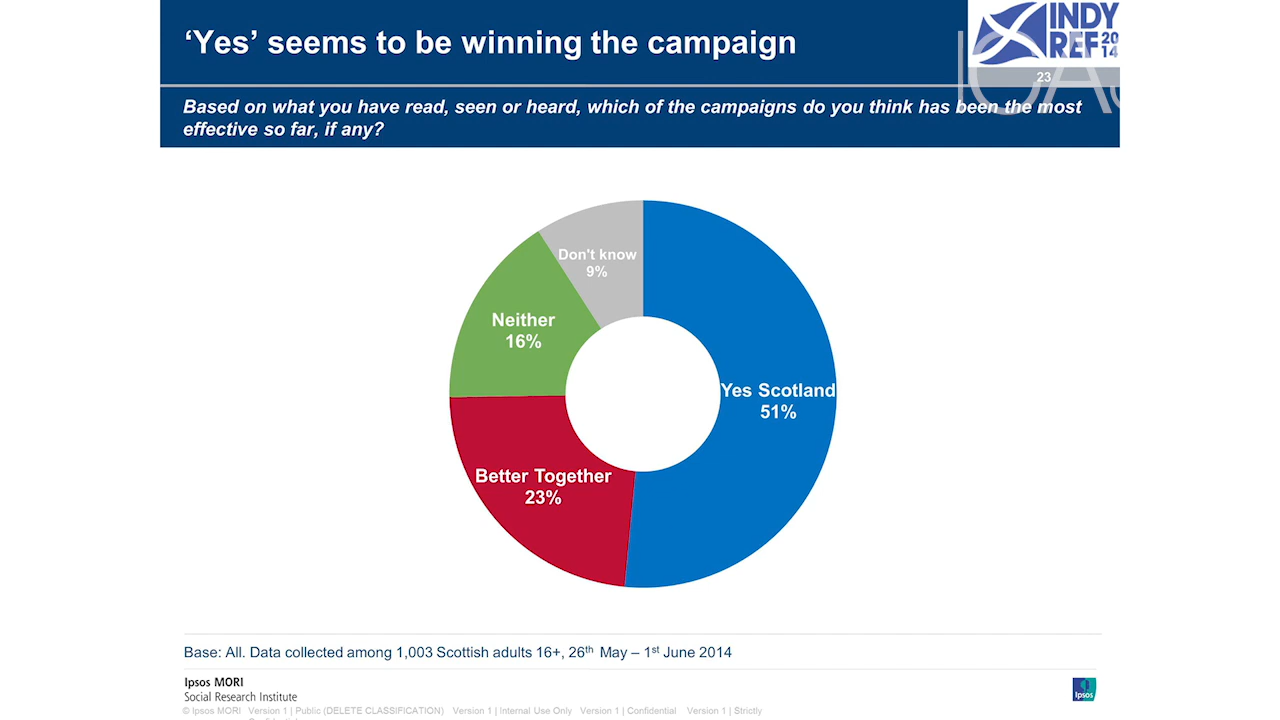 ‘Yes’ seems to be winning the campaign
INDY
REF 20
14
23
Based on what you have read, seen or heard, which of the campaigns do you think has been the most
effective so far, if any?
Don't know
9%
Neither
16%
Yes Scotland
51%
Better Together
23%
Base: All. Data collected among 1,003 Scottish adults 16+, 26th May – 1st June 2014
Ipsos MORI
Social Research Institute
Ipsos
© Ipsos MORI Version 1 | Public (DELETE CLASSIFICATION) Version 1 | Internal Use Only Version 1 | Confidential Version 1 | Strictly